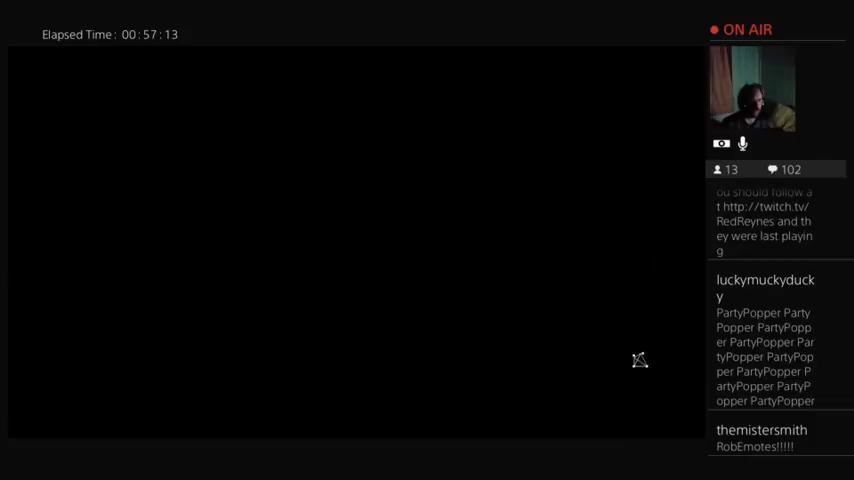 Elapsed Time: 00:57:13
ON AIR
13 102
ou should follow a
t http://twitch.tv/
RedReynes and th
ey were last playin
g
luckymuckyduck
y
PartyPopper Party
Popper PartyPopp
er PartyPopper Par
tyPopper PartyPop
per PartyPopper P
artyPopper PartyP
opper PartyPopper
themistersmith
RobEmotes!!!!!